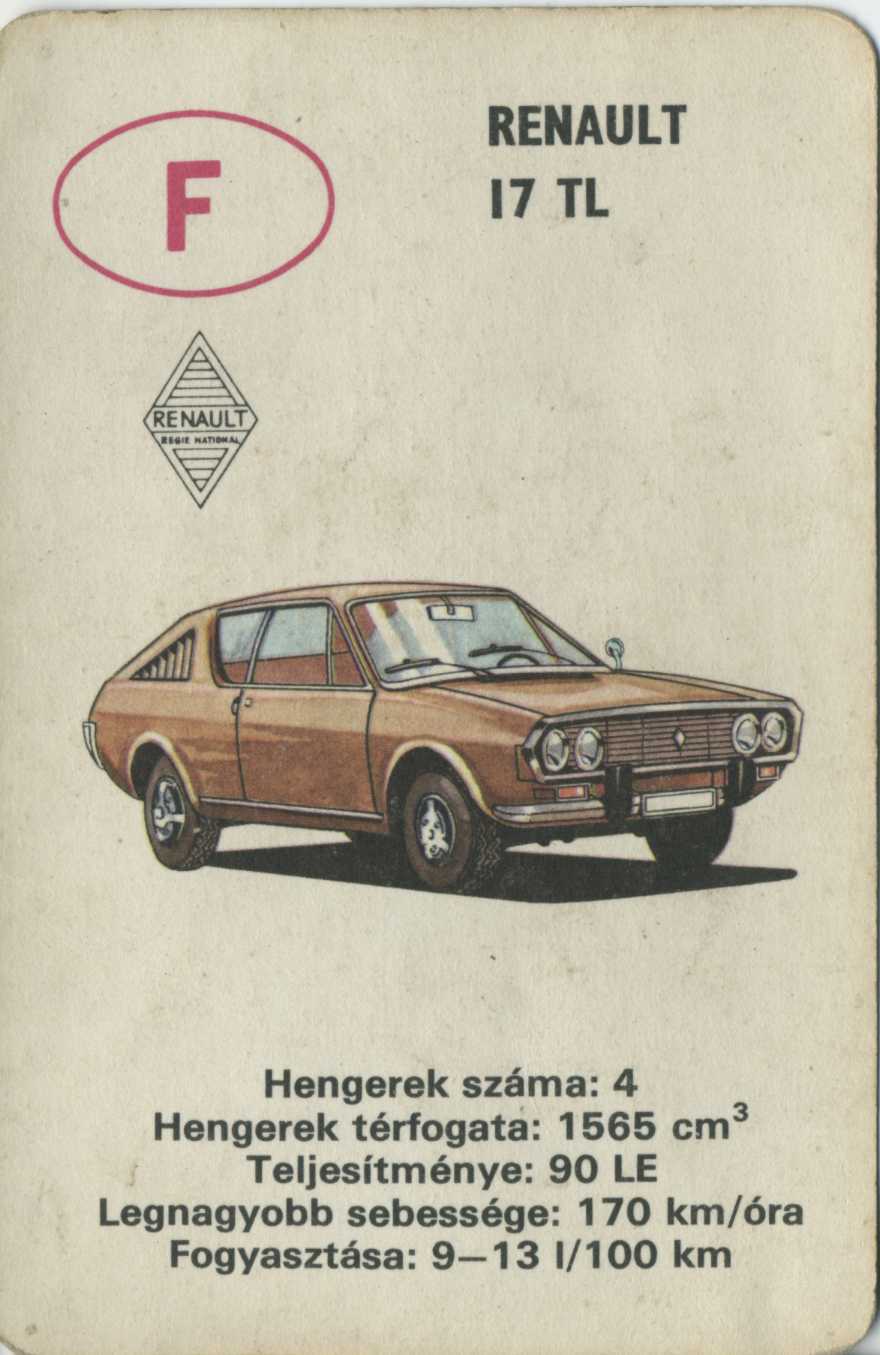 F
RENAULT
17 TL
RENAULT
REGIE NATIONAL
Hengerek száma: 4
Hengerek térfogata: 1565 cm³
Teljesítménye: 90 LE
Legnagyobb sebessége: 170 km/óra
Fogyasztása: 9—13 l/100 km